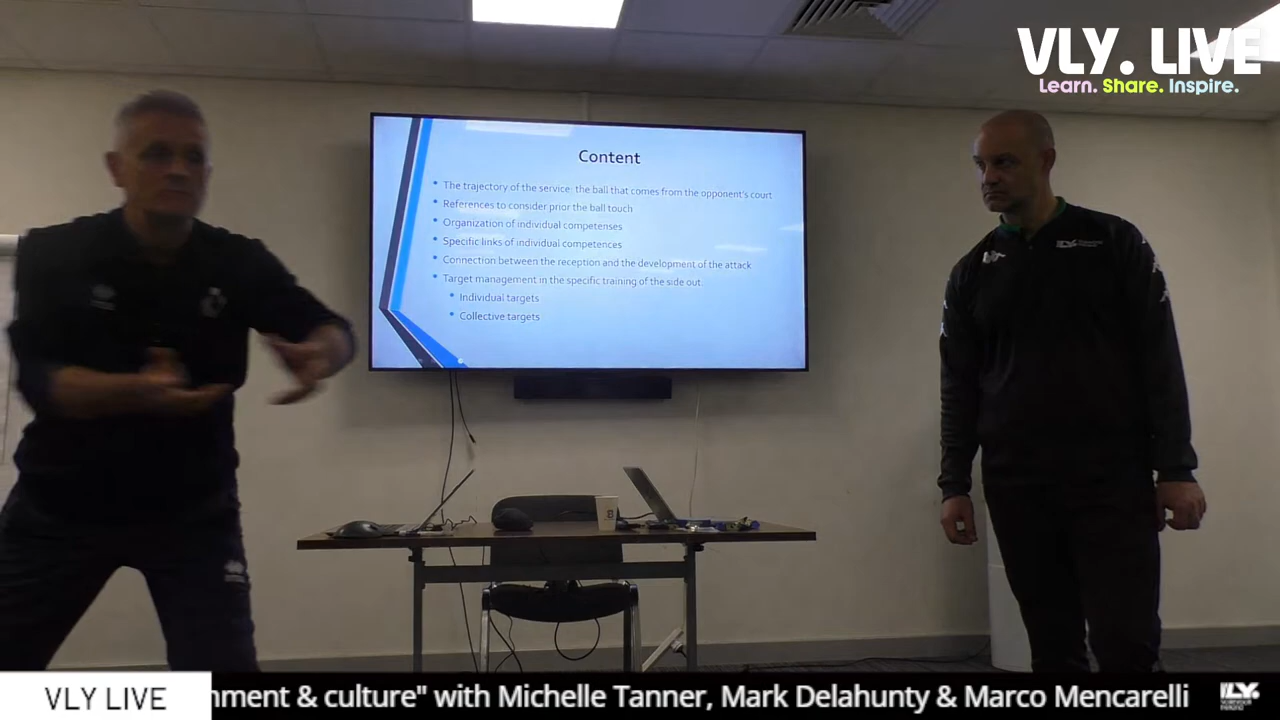 VLY. LIVE
Learn. Share. Inspire.
Content
The trajectory of the service: the ball that comes from the opponent's court
References to consider prior the ball touch
Organization of individual competenses
Specific links of individual competences
Connection between the reception and the development of the attack
Target management in the specific training of the side out.
Individual targets
Collective targets
VLY LIVE
nment & culture" with Michelle Tanner, Mark Delahunty & Marco Mencarelli